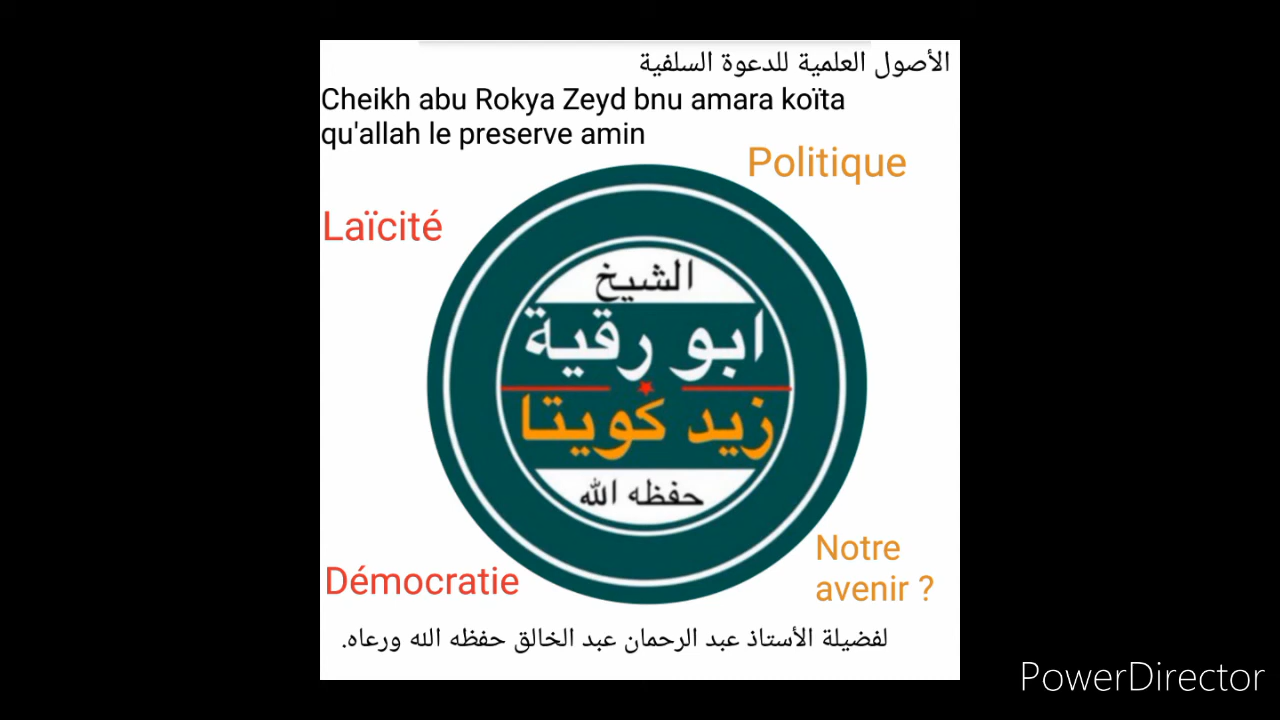 الأصول العلمية للدعوة السلفية
Cheikh abu Rokya Zeyd bnu amara koïta
qu'allah le preserve amin
Politique
Laïcité
الشيخ
ابو رقية
زيد كويتا
حفظه الله
Notre
avenir ?
Démocratie
لفضيلة الأستاذ عبد الرحمان عبد الخالق حفظه الله ورعاه.
PowerDirector